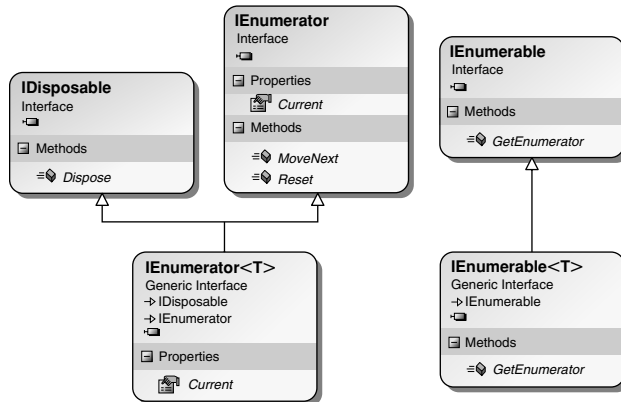 IDisposable
Interface
Methods
Dispose
IEnumerator
Interface
Properties
Current
Methods
MoveNext
Reset
IEnumerable
Interface
Methods
GetEnumerator
IEnumerator<T>
Generic Interface
IDisposable
IEnumerator
Properties
Current
IEnumerable<T>
Generic Interface
IEnumerable
Methods
GetEnumerator